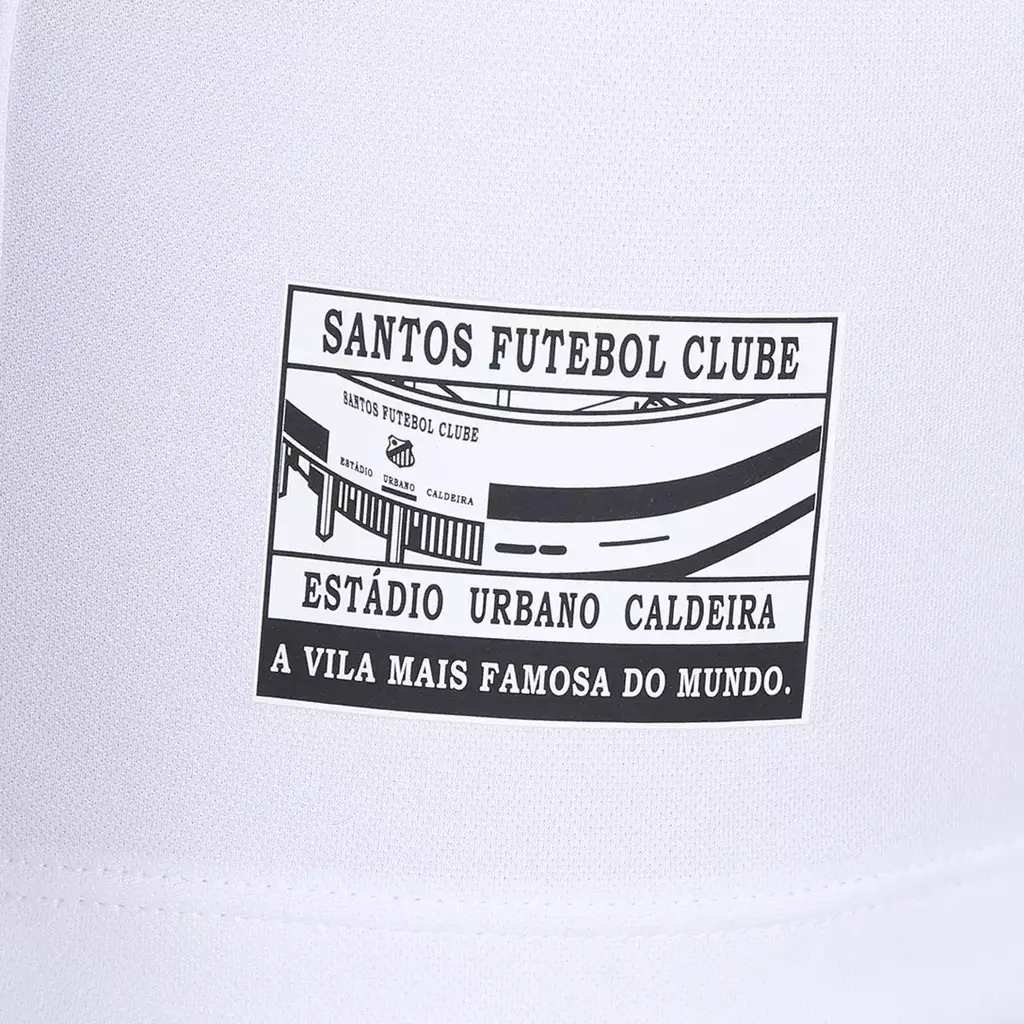 SANTOS FUTEBOL CLUBE
SANTOS FUTEBOL CLUBE
ESTÁDIO URBANO CALDEIRA
ESTÁDIO URBANO CALDEIRA
A VILA MAIS FAMOSA DO MUNDO.